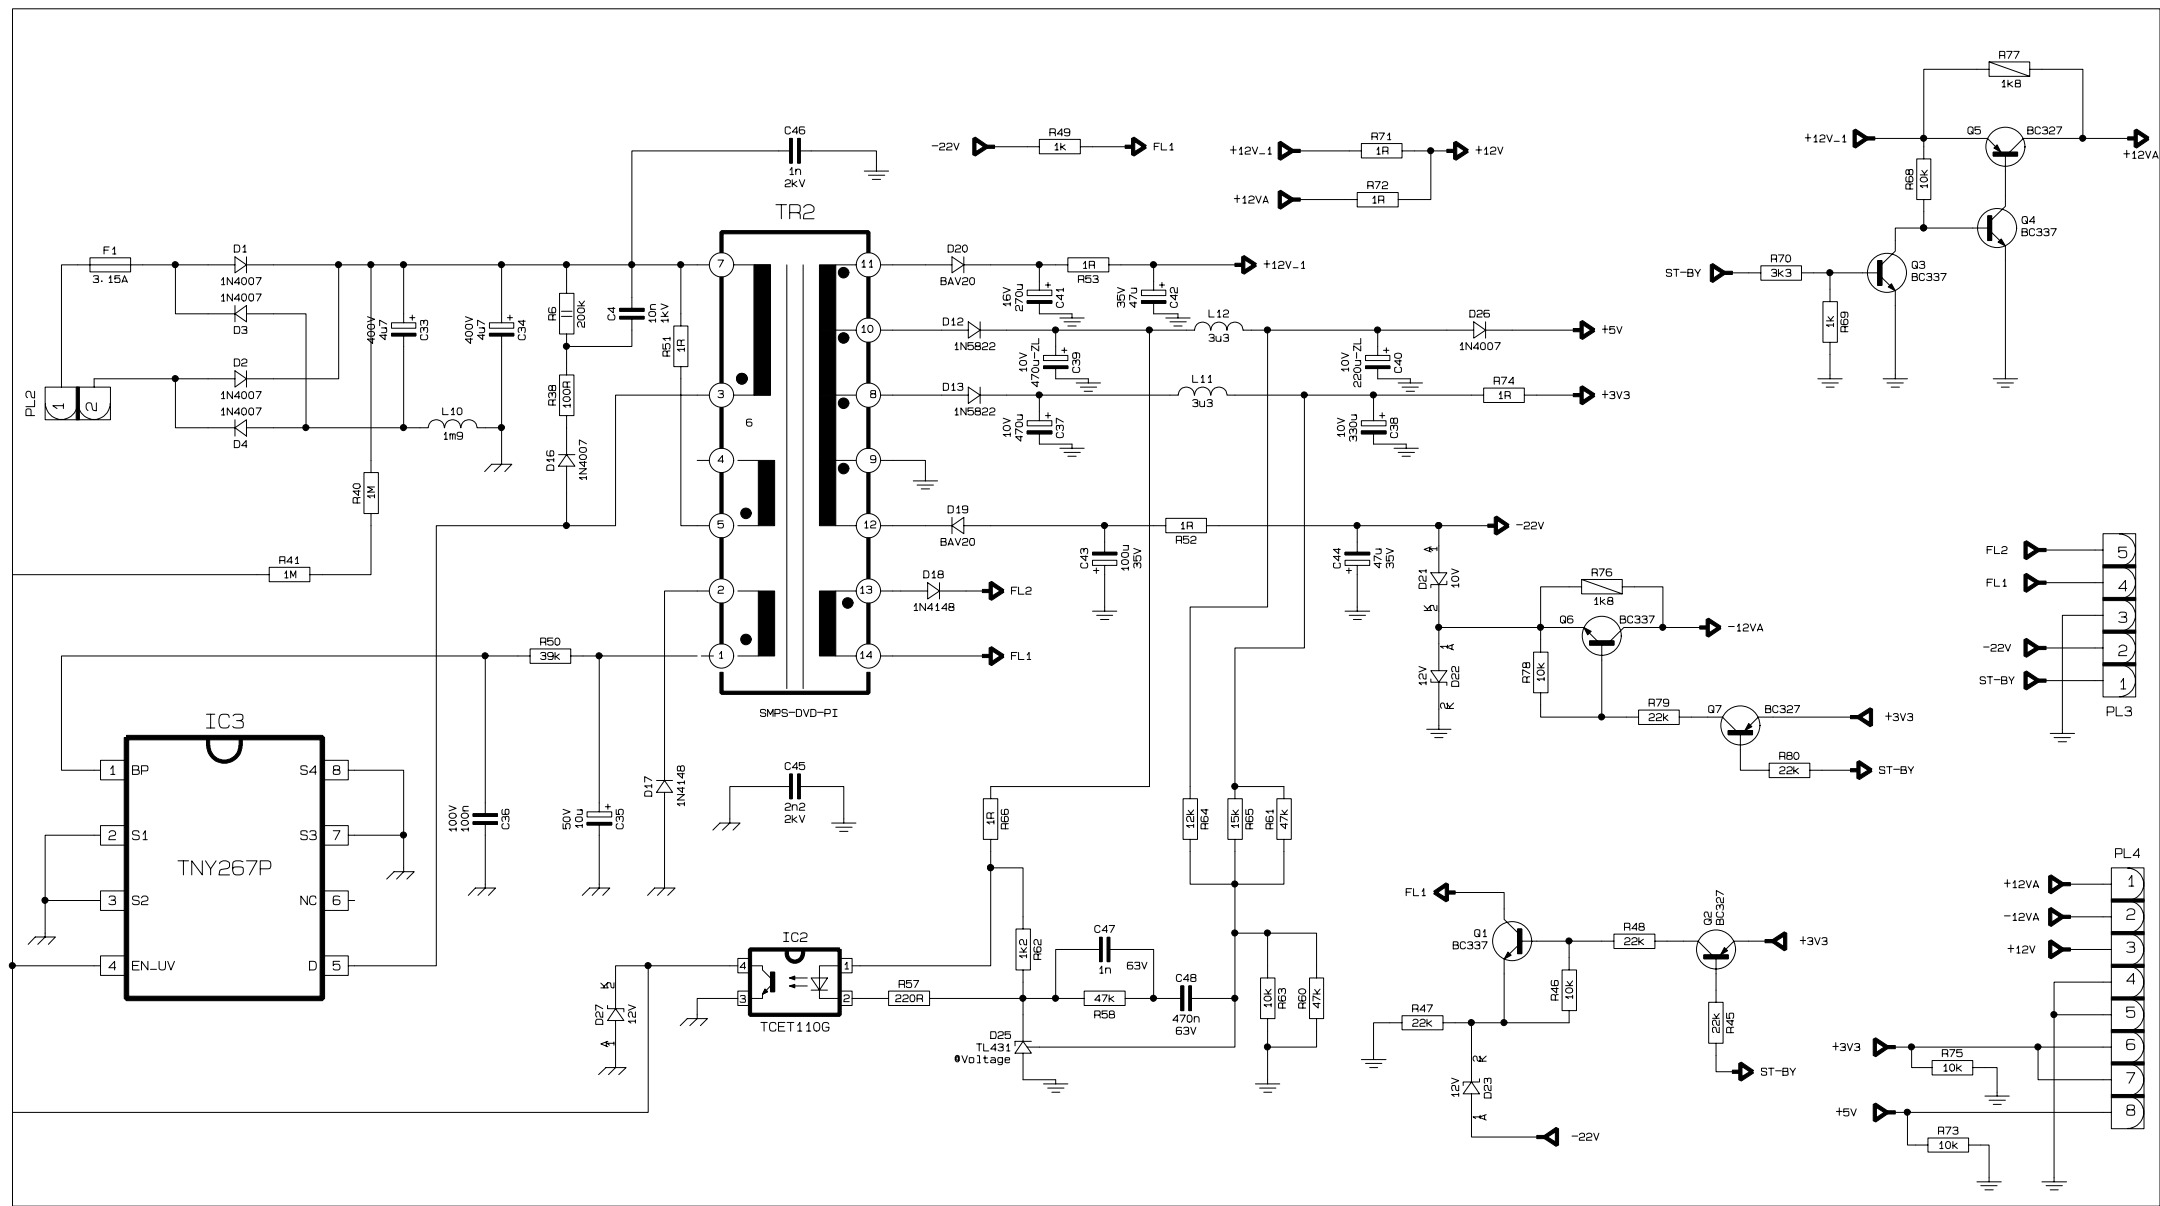 R77
1k8
+12V_1
Q5
BC327
+12VA
R68
10k
Q4
BC337
ST-BY
R70
3k3
Q3
BC337
1k
R69
C46
1n
2kV
-22V
R49
1k
FL1
+12V_1
R71
1R
+12V
+12VA
R72
1R
TR2
F1
3.15A
D1
1N4007
1N4007
D3
D2
1N4007
1N4007
D4
PL2
1
2
400V
4u7
C33
400V
4u7
C34
L10
1m9
R40
1M
R41
1M
R6
200k
C4
10n
1kV
R51
1R
R38
100R
D16
1N4007
7
3
6
4
5
2
1
11
10
8
9
12
13
14
SMPS-DVD-PI
D20
BAV20
16V
270u
C41
1R
R53
35V
47u
C42
+12V_1
D12
1N5822
10V
470u-ZL
C39
L12
3u3
10V
220u-ZL
C40
D26
1N4007
+5V
D13
1N5822
10V
470u
C37
L11
3u3
10V
330u
C38
R74
1R
+3V3
D19
BAV20
C43
100u
35V
1R
R52
C44
47u
35V
-22V
D18
1N4148
FL2
FL1
A
1
D21
10V
K
2
1
A
12V
D22
2
K
R76
1k8
Q6
BC337
-12VA
R78
10k
R79
22k
Q7
BC327
+3V3
R80
22k
ST-BY
FL2
5
FL1
4
3
-22V
2
ST-BY
1
PL3
R50
39k
IC3
1
BP
2
S1
3
S2
4
EN_UV
S4
8
S3
7
NC
6
D
5
TNY267P
100V
100n
C36
50V
10u
C35
D17
1N4148
C45
2n2
2kV
1R
R66
12k
R64
15k
R65
R61
47k
IC2
4
3
1
2
TCET110G
K
2
D27
12V
A
1
R57
220R
1k2
R62
C47
1n
63V
47k
R58
C48
470n
63V
D25
TL431
@Voltage
10k
R63
R60
47k
FL1
Q1
BC337
R48
22k
Q2
BC327
+3V3
R46
10k
22k
R45
ST-BY
R47
22k
2
K
12V
D23
1
A
-22V
PL4
+12VA
1
-12VA
2
+12V
3
4
5
+3V3
6
R75
10k
7
+5V
8
R73
10k